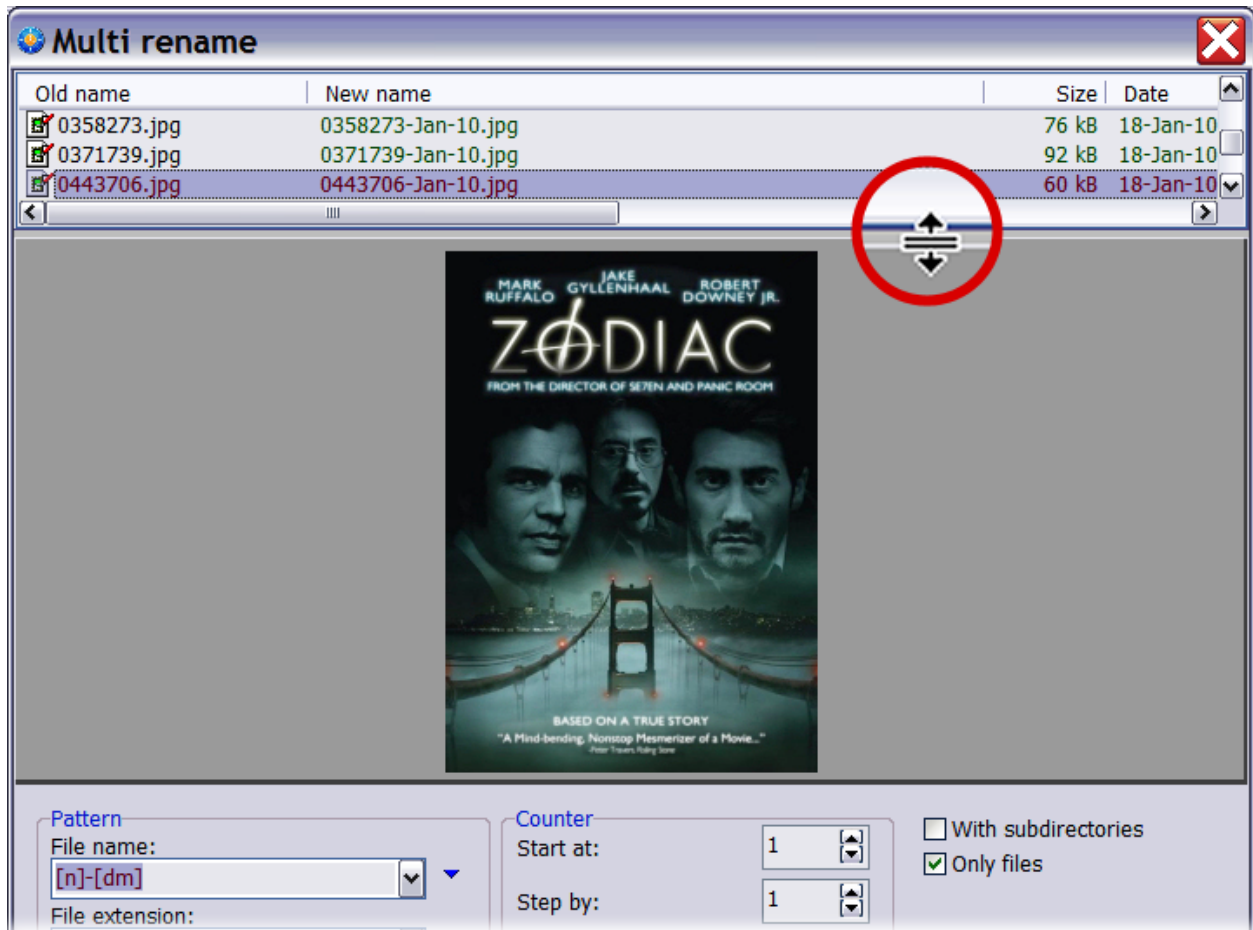 Multi rename
Old name New name Size Date
0358273.jpg 0358273-Jan-10.jpg 76 kB 18-Jan-10
0371739.jpg 0371739-Jan-10.jpg 92 kB 18-Jan-10
0443706.jpg 0443706-Jan-10.jpg 60 kB 18-Jan-10
MARK RUFFALO JAKE GYLLENHAAL ROBERT DOWNEY JR.
ZODIAC
FROM THE DIRECTOR OF SE7EN AND PANIC ROOM
BASED ON A TRUE STORY
"A Mind-bending, Nonstop Mesmerizer of a Movie..."
-Peter Travers, Rolling Stone
Pattern
File name:
[n]-[dm]
File extension:
Counter
Start at: 1
Step by: 1
With subdirectories
Only files